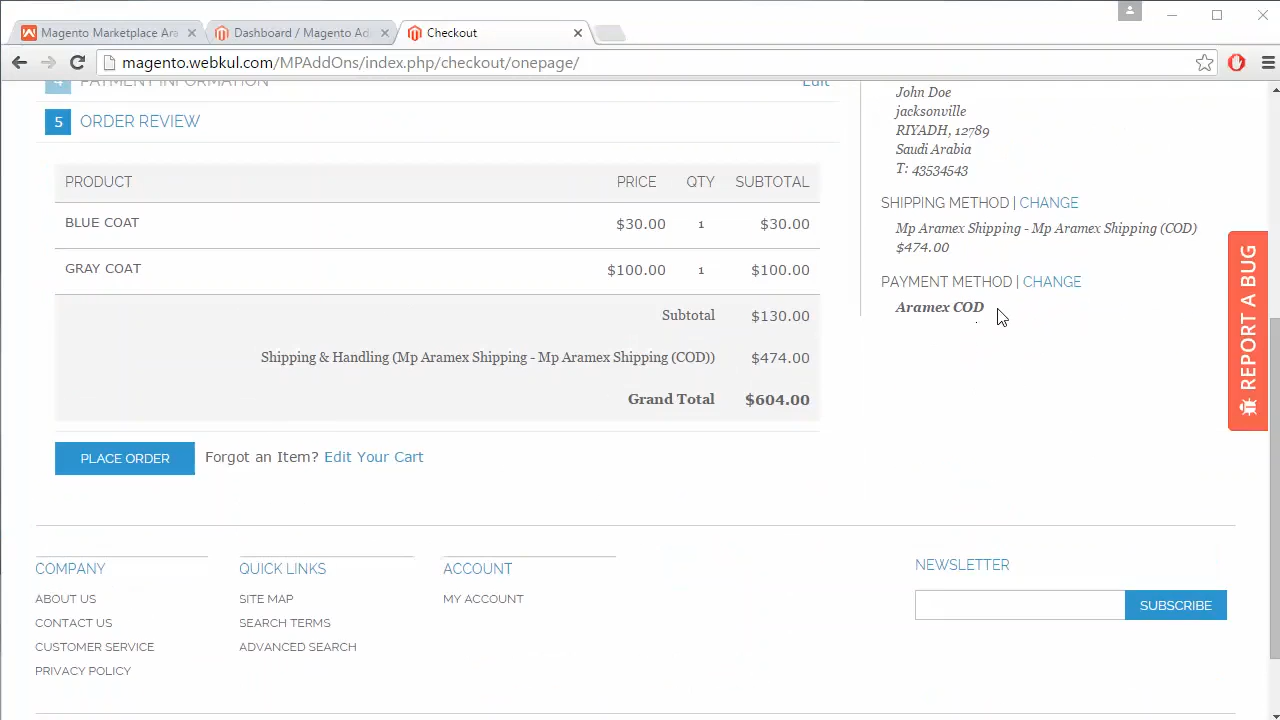 Magento Marketplace Ara
Dashboard / Magento Ad
Checkout
magento.webkul.com/MPAddOns/index.php/checkout/onepage/
4 PAYMENT INFORMATION Edit
5 ORDER REVIEW
PRODUCT PRICE QTY SUBTOTAL
BLUE COAT $30.00 1 $30.00
GRAY COAT $100.00 1 $100.00
Subtotal $130.00
Shipping & Handling (Mp Aramex Shipping - Mp Aramex Shipping (COD)) $474.00
Grand Total $604.00
PLACE ORDER Forgot an Item? Edit Your Cart
John Doe
jacksonville
RIYADH, 12789
Saudi Arabia
T: 43534543
SHIPPING METHOD | CHANGE
Mp Aramex Shipping - Mp Aramex Shipping (COD)
$474.00
PAYMENT METHOD | CHANGE
Aramex COD
REPORT A BUG
COMPANY
ABOUT US
CONTACT US
CUSTOMER SERVICE
PRIVACY POLICY
QUICK LINKS
SITE MAP
SEARCH TERMS
ADVANCED SEARCH
ACCOUNT
MY ACCOUNT
NEWSLETTER
SUBSCRIBE